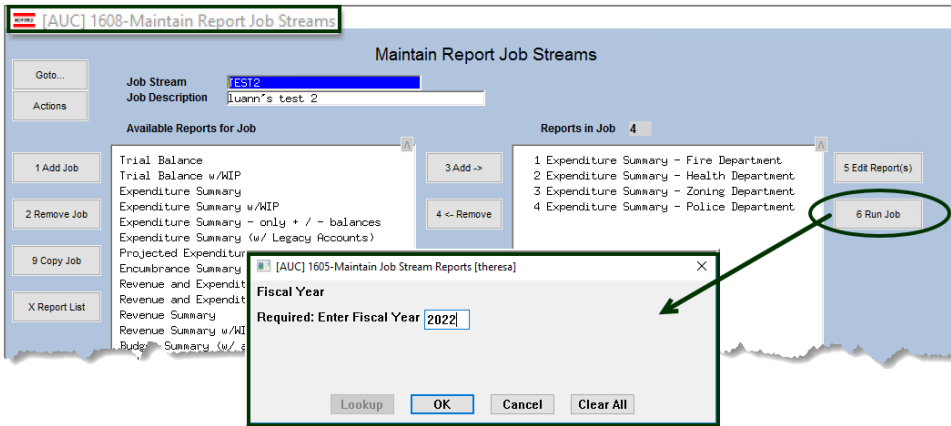 [AUC] 1608-Maintain Report Job Streams
Maintain Report Job Streams
Goto...
Actions
Job Stream TEST2
Job Description luann's test 2
Available Reports for Job
Reports in Job 4
1 Add Job
2 Remove Job
9 Copy Job
X Report List
Trial Balance
Trial Balance w/WIP
Expenditure Summary
Expenditure Summary w/WIP
Expenditure Summary - only + / - balances
Expenditure Summary (w/ Legacy Accounts)
Projected Expenditur
Encumbrance Summary
Revenue and Expendit
Revenue and Expendit
Revenue Summary
Revenue Summary w/WI
Summary (w/
3 Add ->
4 <- Remove
1 Expenditure Summary - Fire Department
2 Expenditure Summary - Health Department
3 Expenditure Summary - Zoning Department
4 Expenditure Summary - Police Department
5 Edit Report(s)
6 Run Job
[AUC] 1605-Maintain Job Stream Reports [theresa]
Fiscal Year
Required: Enter Fiscal Year 2022
Lookup
OK
Cancel
Clear All